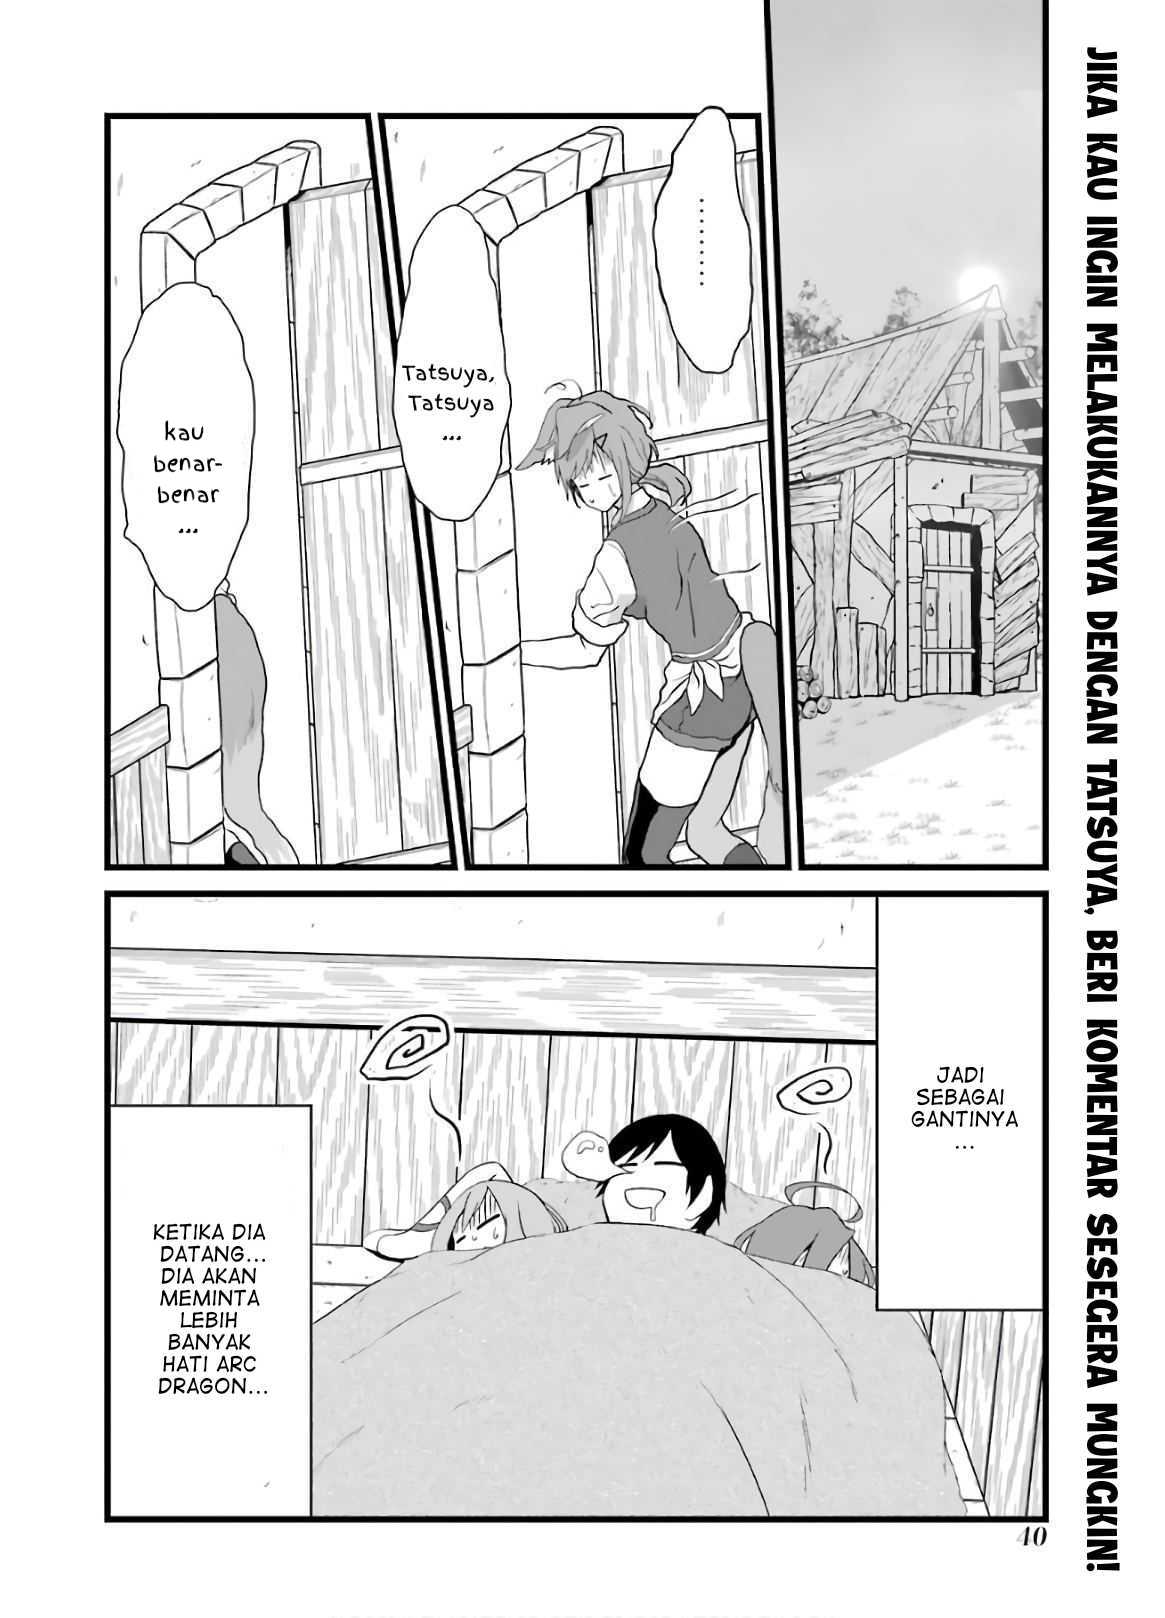 JIKA KAU INGIN MELAKUKANNYA DENGAN TATSUYA, BERI KOMENTAR SESEGERA MUNGKIN!
........
Tatsuya,
Tatsuya
...
kau
benar-
benar
...
JADI
SEBAGAI
GANTINYA
...
KETIKA DIA
DATANG...
DIA AKAN
MEMINTA
LEBIH
BANYAK
HATI ARC
DRAGON...
40